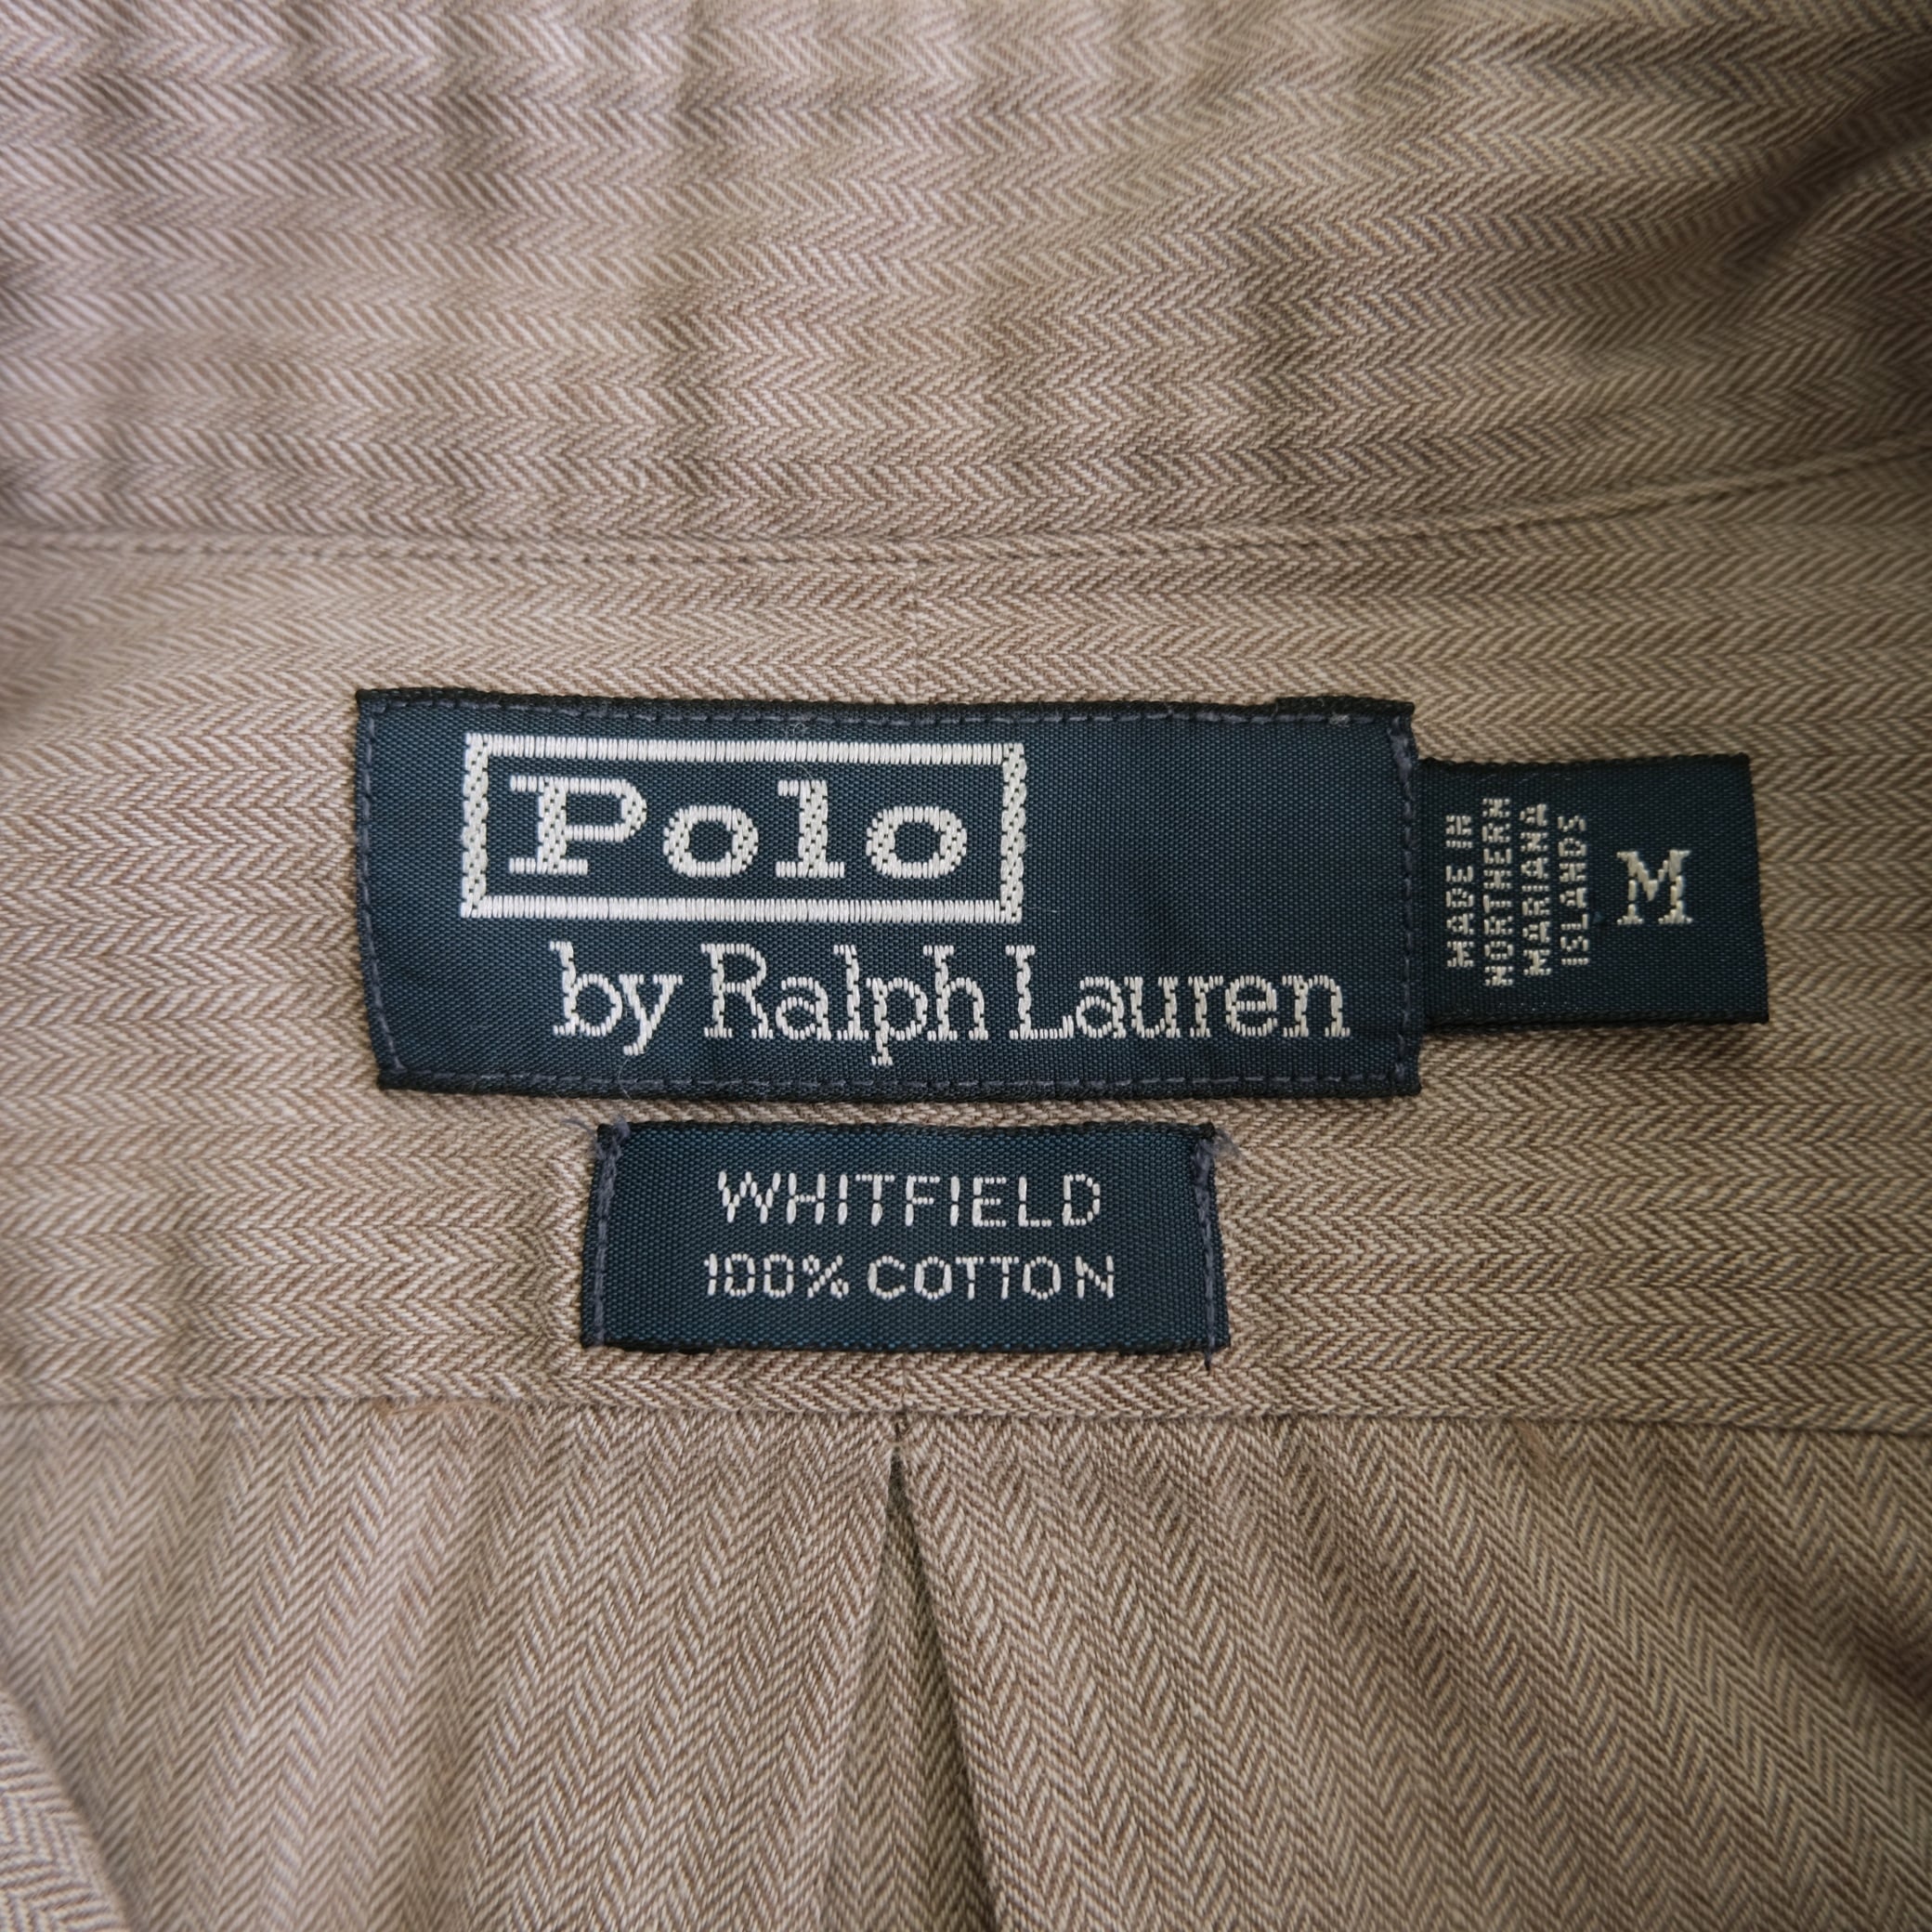 Polo
by Ralph Lauren
MADE IN
NORTHERN
MARIANA
ISLANDS
M
WHITFIELD
100% COTTON